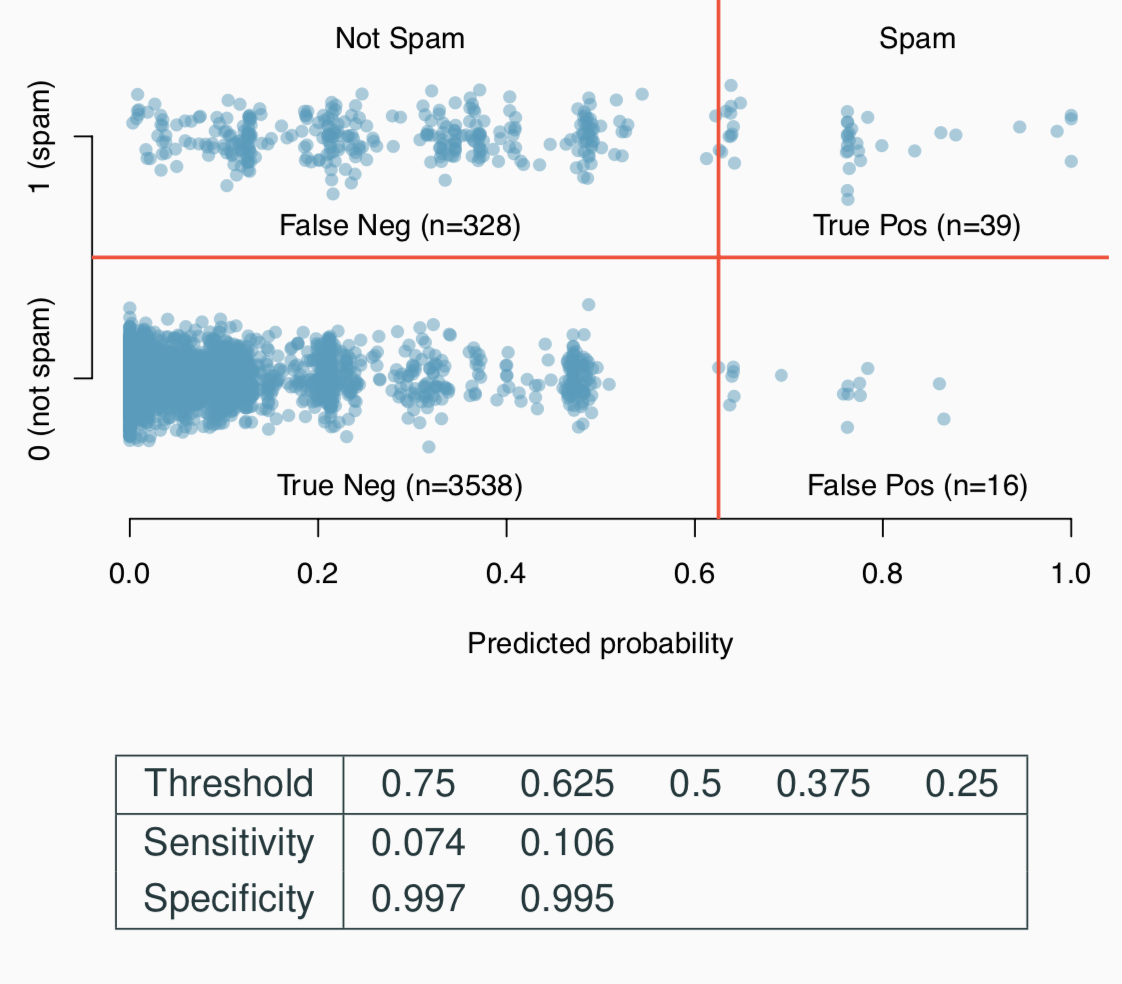 Not Spam Spam
1 (spam)
False Neg (n=328) True Pos (n=39)
0 (not spam)
True Neg (n=3538) False Pos (n=16)
0.0 0.2 0.4 0.6 0.8 1.0
Predicted probability
Threshold 0.75 0.625 0.5 0.375 0.25
Sensitivity 0.074 0.106
Specificity 0.997 0.995